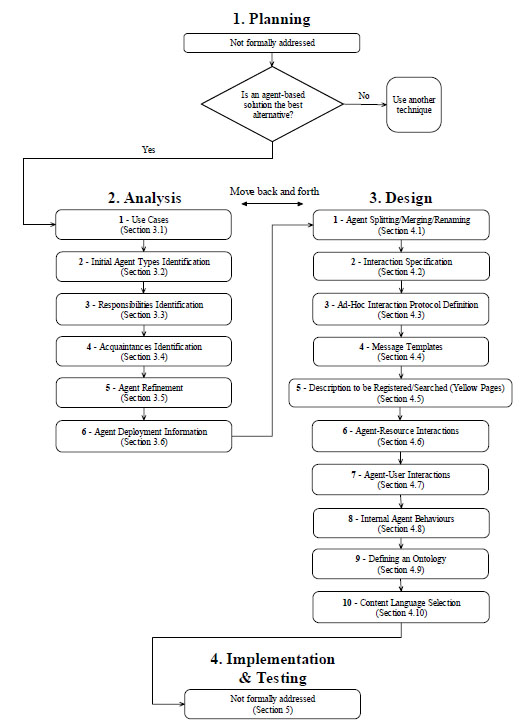 1. Planning
Not formally addressed
Is an agent-based
solution the best
alternative?
No
Use another
technique
Yes
2. Analysis
Move back and forth
3. Design
1 - Use Cases
(Section 3.1)
2 - Initial Agent Types Identification
(Section 3.2)
3 - Responsibilities Identification
(Section 3.3)
4 - Acquaintances Identification
(Section 3.4)
5 - Agent Refinement
(Section 3.5)
6 - Agent Deployment Information
(Section 3.6)
1 - Agent Splitting/Merging/Renaming
(Section 4.1)
2 - Interaction Specification
(Section 4.2)
3 - Ad-Hoc Interaction Protocol Definition
(Section 4.3)
4 - Message Templates
(Section 4.4)
5 - Description to be Registered/Searched (Yellow Pages)
(Section 4.5)
6 - Agent-Resource Interactions
(Section 4.6)
7 - Agent-User Interactions
(Section 4.7)
8 - Internal Agent Behaviours
(Section 4.8)
9 - Defining an Ontology
(Section 4.9)
10 - Content Language Selection
(Section 4.10)
4. Implementation
& Testing
Not formally addressed
(Section 5)